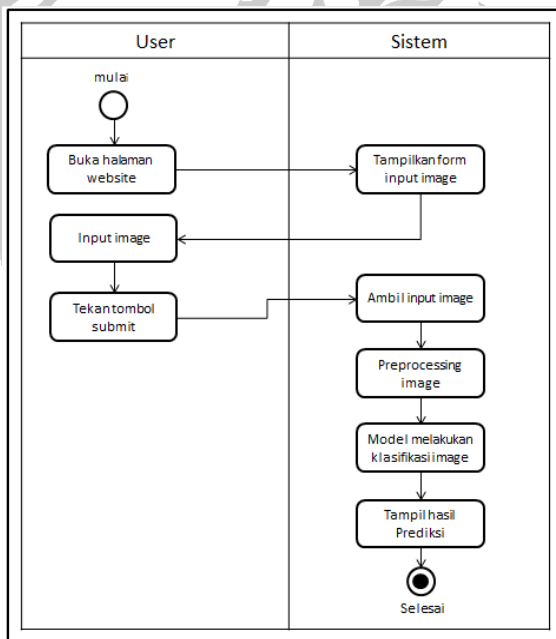 User
Sistem
mulai
Buka halaman
website
Tampilkan form
input image
Input image
Tekan tombol
submit
Ambil input image
Preprocessing
image
Model melakukan
klasifikasi image
Tampil hasil
Prediksi
Selesai